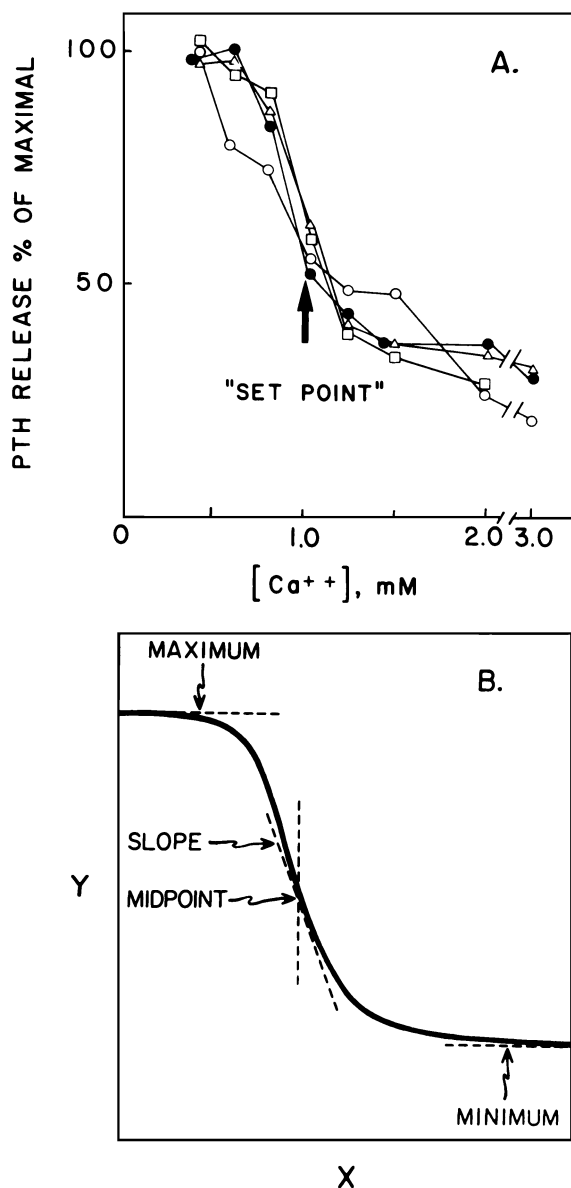 A.
PTH RELEASE % OF MAXIMAL
100
50
"SET POINT"
0 1.0 2.0 3.0
[Ca++], mM
B.
MAXIMUM
SLOPE
MIDPOINT
Y
MINIMUM
X